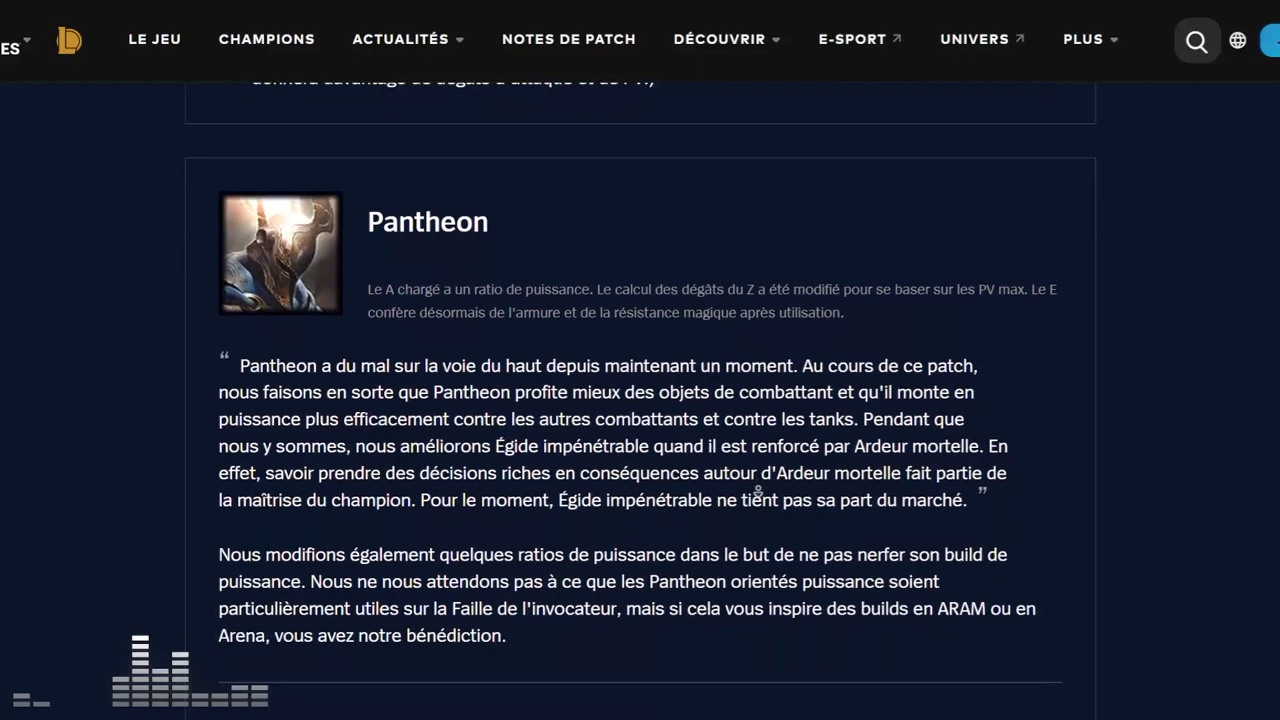 ES
LE JEU
CHAMPIONS
ACTUALITÉS
NOTES DE PATCH
DÉCOUVRIR
E-SPORT
UNIVERS
PLUS
Pantheon
Le A chargé a un ratio de puissance. Le calcul des dégâts du Z a été modifié pour se baser sur les PV max. Le E
confère désormais de l'armure et de la résistance magique après utilisation.
“ Pantheon a du mal sur la voie du haut depuis maintenant un moment. Au cours de ce patch,
nous faisons en sorte que Pantheon profite mieux des objets de combattant et qu'il monte en
puissance plus efficacement contre les autres combattants et contre les tanks. Pendant que
nous y sommes, nous améliorons Égide impénétrable quand il est renforcé par Ardeur mortelle. En
effet, savoir prendre des décisions riches en conséquences autour d'Ardeur mortelle fait partie de
la maîtrise du champion. Pour le moment, Égide impénétrable ne tient pas sa part du marché. ”
Nous modifions également quelques ratios de puissance dans le but de ne pas nerfer son build de
puissance. Nous ne nous attendons pas à ce que les Pantheon orientés puissance soient
particulièrement utiles sur la Faille de l'invocateur, mais si cela vous inspire des builds en ARAM ou en
Arena, vous avez notre bénédiction.